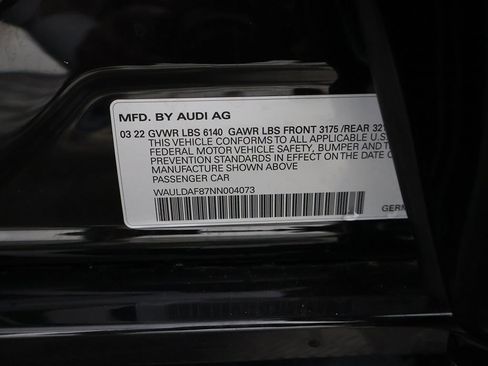 MFD. BY AUDI AG
03 22 GVWR LBS 6140 GAWR LBS FRONT 3175 /REAR
THIS VEHICLE CONFORMS TO ALL APPLICABLE U.S.
FEDERAL MOTOR VEHICLE SAFETY, BUMPER AND
PREVENTION STANDARDS IN EFFECT ON THE DATE
MANUFACTURE SHOWN ABOVE
PASSENGER CAR
WAULDAF87NN004073